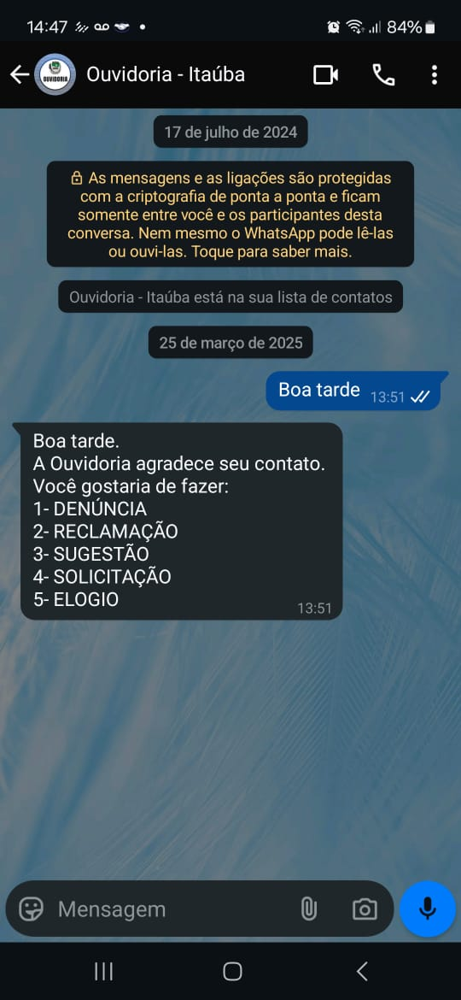 14:47
84%
OUVIDORIA
Ouvidoria - Itaúba
17 de julho de 2024
As mensagens e as ligações são protegidas
com a criptografia de ponta a ponta e ficam
somente entre você e os participantes desta
conversa. Nem mesmo o WhatsApp pode lê-las
ou ouvi-las. Toque para saber mais.
Ouvidoria - Itaúba está na sua lista de contatos
25 de março de 2025
Boa tarde 13:51
Boa tarde.
A Ouvidoria agradece seu contato.
Você gostaria de fazer:
1- DENÚNCIA
2- RECLAMAÇÃO
3- SUGESTÃO
4- SOLICITAÇÃO
5- ELOGIO
13:51
Mensagem